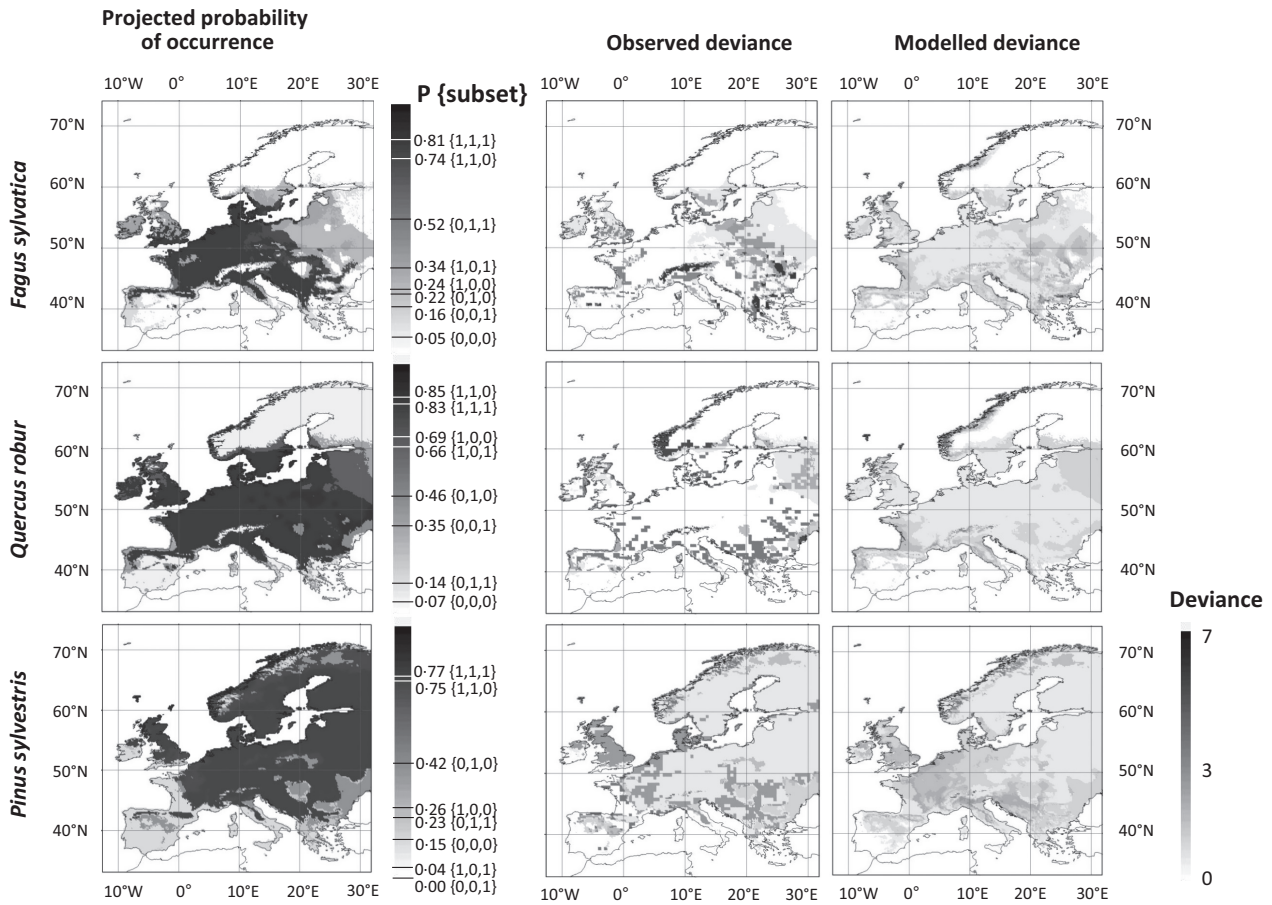 Projected probability
of occurrence
Observed deviance
Modelled deviance
10°W 0° 10°E 20°E 30°E
P {subset}
10°W 0° 10°E 20°E 30°E
10°W 0° 10°E 20°E 30°E
Fagus sylvatica
70°N
60°N
50°N
40°N
0·81 {1,1,1}
0·74 {1,1,0}
0·52 {0,1,1}
0·34 {1,0,1}
0·24 {1,0,0}
0·22 {0,1,0}
0·16 {0,0,1}
0·05 {0,0,0}
70°N
60°N
50°N
40°N
Quercus robur
70°N
60°N
50°N
40°N
0·85 {1,1,0}
0·83 {1,1,1}
0·69 {1,0,0}
0·66 {1,0,1}
0·46 {0,1,0}
0·35 {0,0,1}
0·14 {0,1,1}
0·07 {0,0,0}
70°N
60°N
50°N
40°N
Pinus sylvestris
70°N
60°N
50°N
40°N
0·77 {1,1,1}
0·75 {1,1,0}
0·42 {0,1,0}
0·26 {1,0,0}
0·23 {0,1,1}
0·15 {0,0,0}
0·04 {1,0,1}
0·00 {0,0,1}
70°N
60°N
50°N
40°N
10°W 0° 10°E 20°E 30°E
10°W 0° 10°E 20°E 30°E
10°W 0° 10°E 20°E 30°E
Deviance
7
3
0